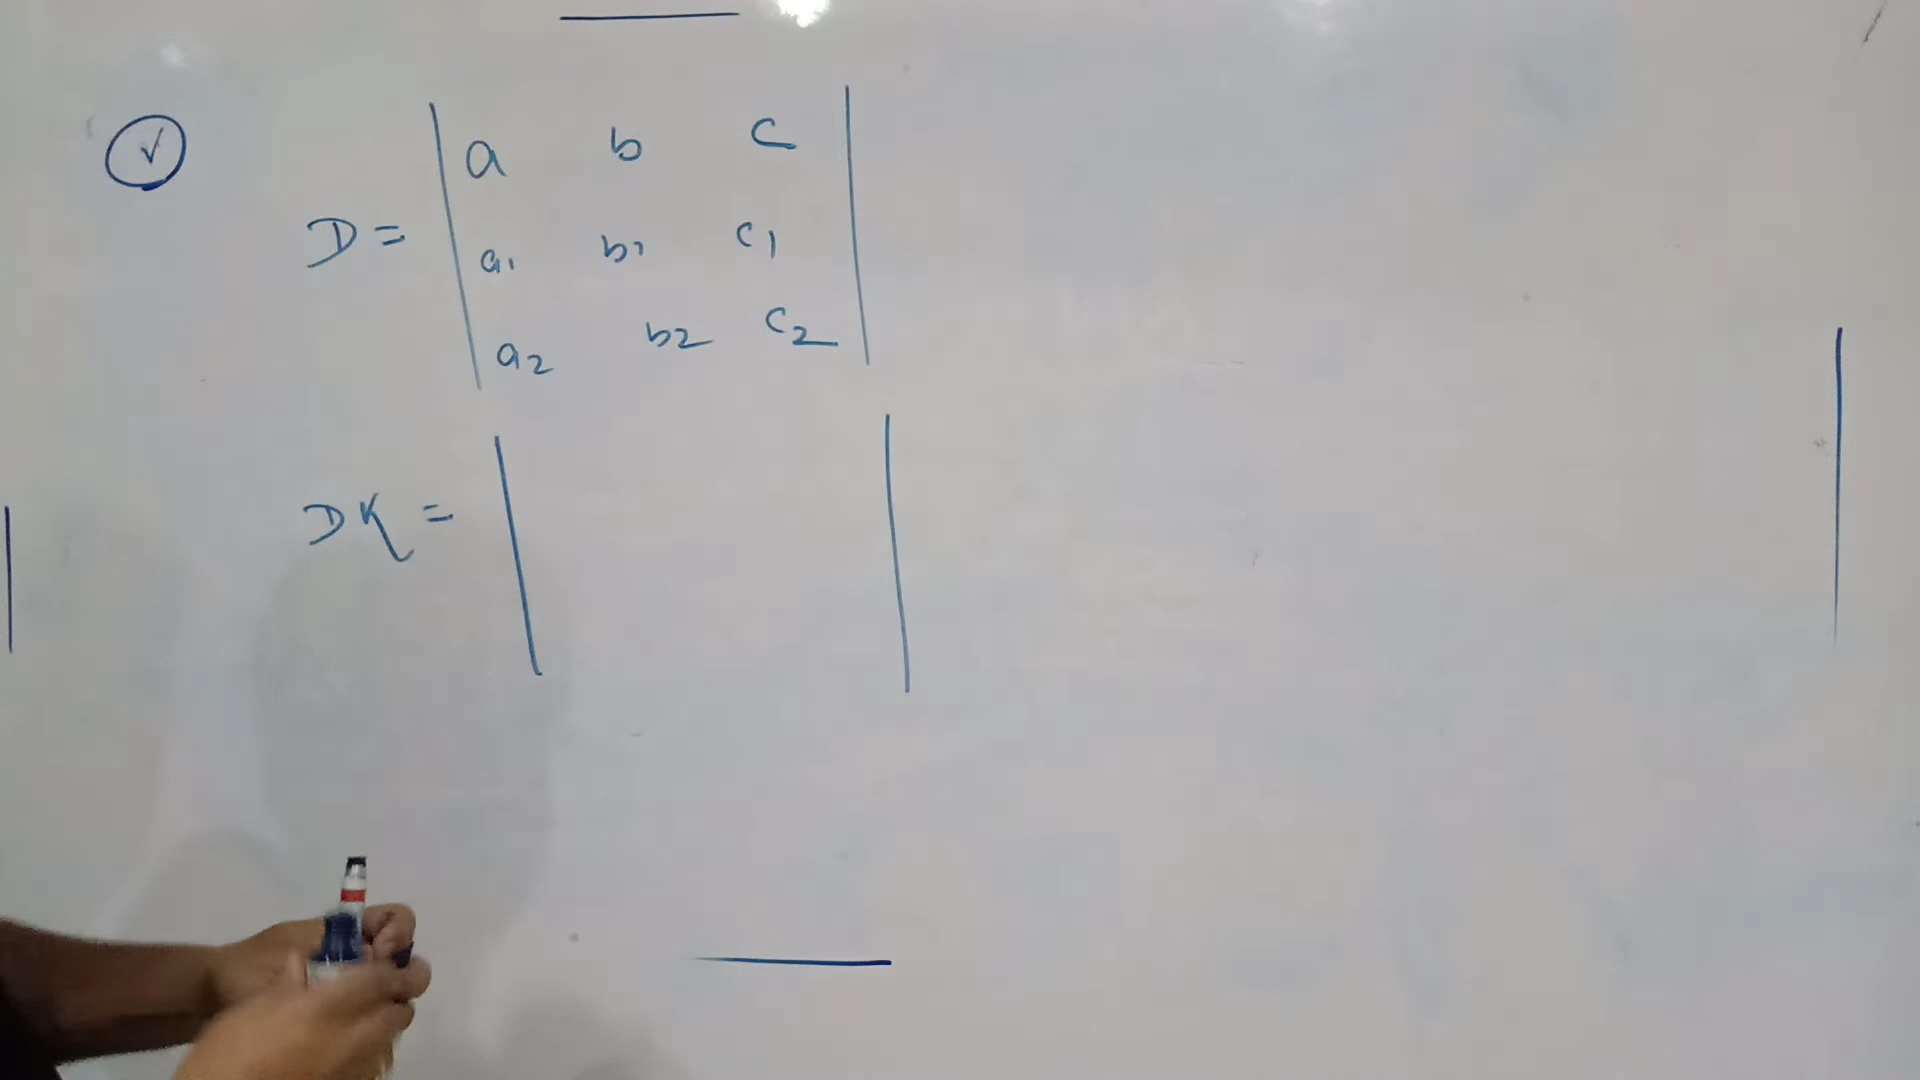 √ D = | a b c |
| a1 b1 c1 |
| a2 b2 c2 |
DK = | |